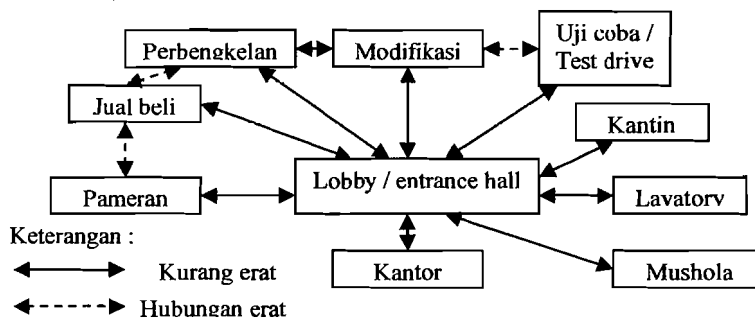 Perbengkelan
Modifikasi
Uji coba /
Test drive
Jual beli
Kantin
Lobby / entrance hall
Pameran
Lavatory
Keterangan :
Kurang erat
Kantor
Mushola
Hubungan erat